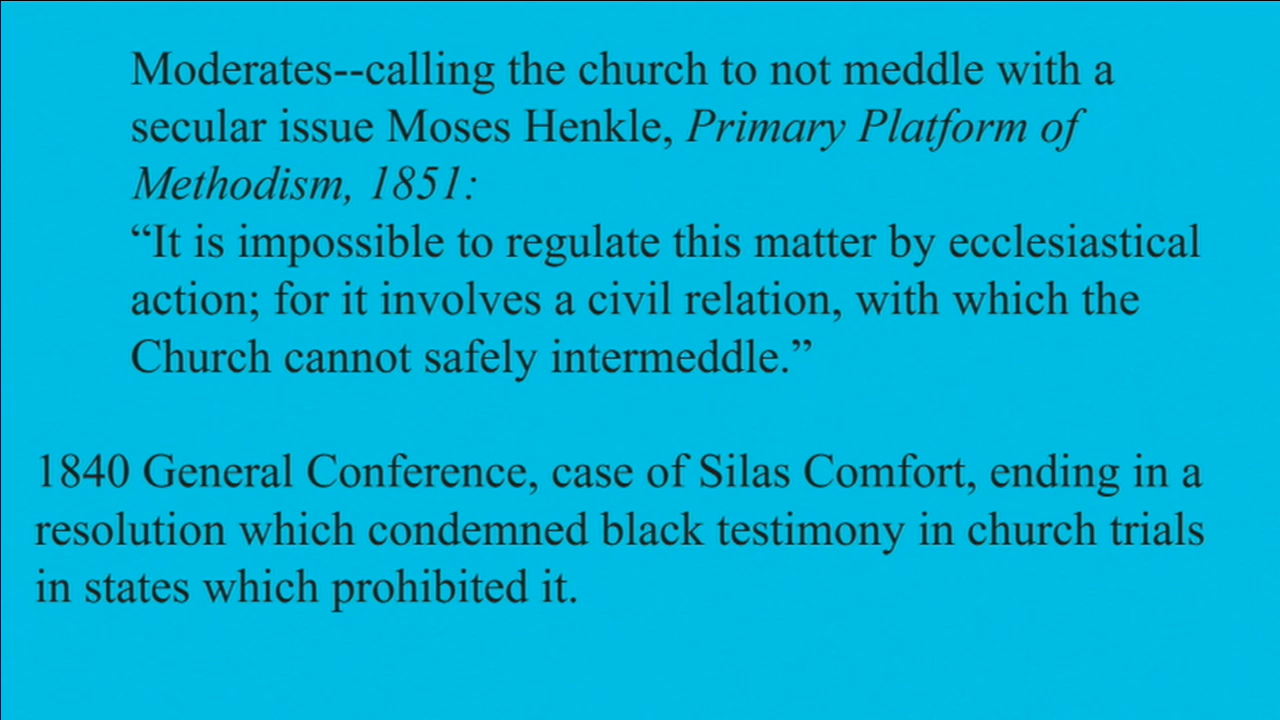 Moderates--calling the church to not meddle with a
secular issue Moses Henkle, Primary Platform of
Methodism, 1851:
“It is impossible to regulate this matter by ecclesiastical
action; for it involves a civil relation, with which the
Church cannot safely intermeddle.”
1840 General Conference, case of Silas Comfort, ending in a
resolution which condemned black testimony in church trials
in states which prohibited it.